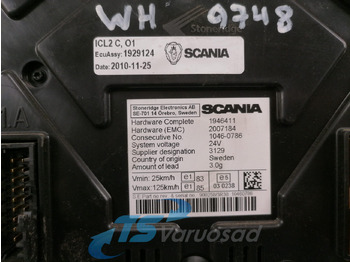 WH 9748
ICL2 C, O1
EcuAssy: 1929124
Date: 2010-11-25
SCANIA
Stoneridge Electronics AB
SE-701 14 Örebro, Sweden
SCANIA
Hardware Complete 1946411
Hardware (EMC) 2007184
Consecutive No. 1046-0786
System voltage 24V
Supplier designation 3129
Country of origin Sweden
Amount of lead 3.0g
Vmin: 25km/h e1 83
Vmax: 125km/h e1 85
03 0238
JS
Varuosad